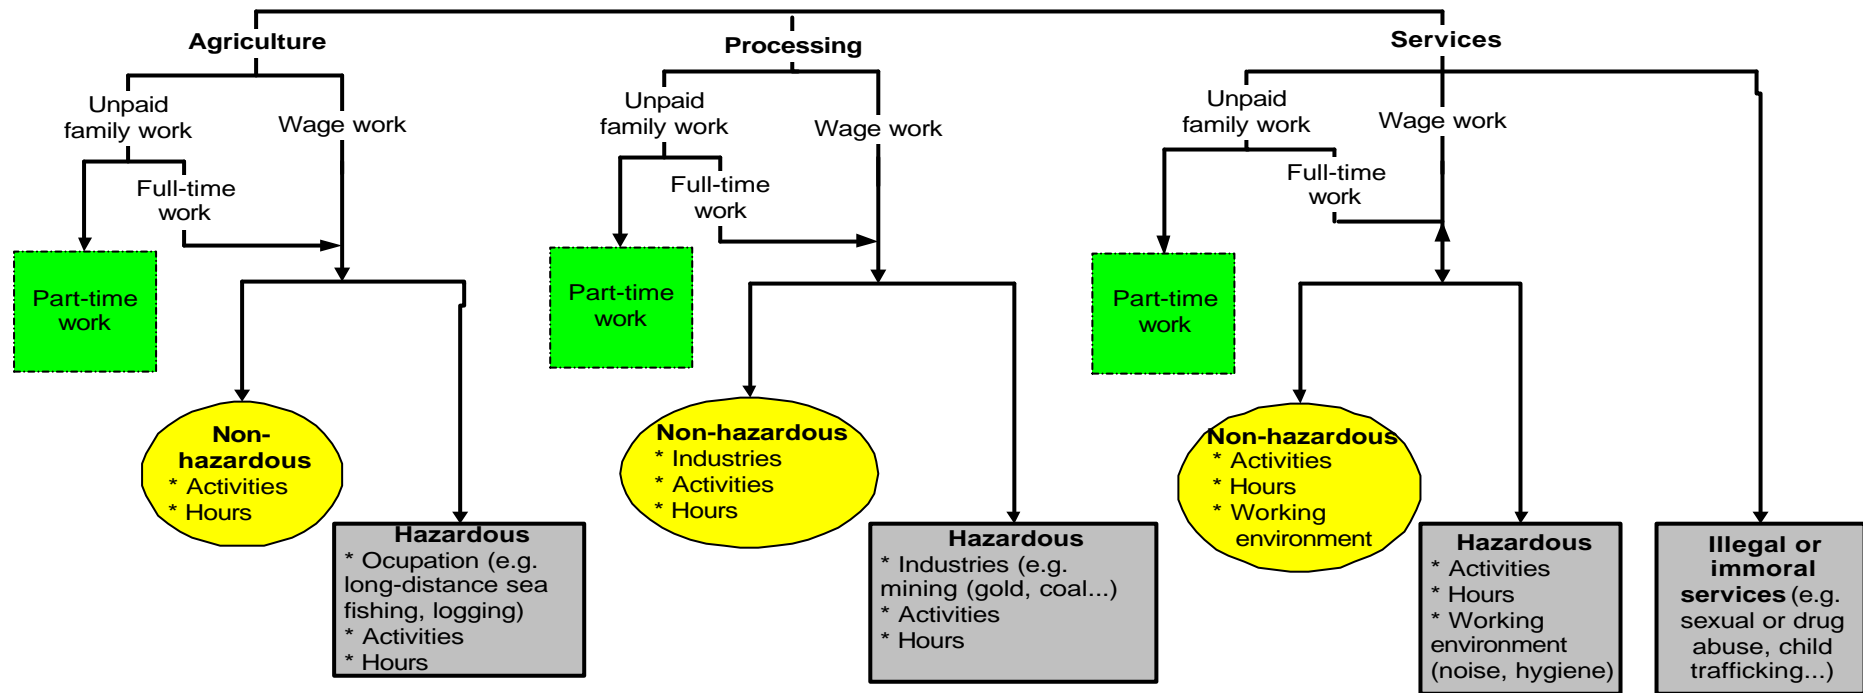 Agriculture
Unpaid
family work
Wage work
Full-time
work
Part-time
work
Non-
hazardous
* Activities
* Hours
Hazardous
* Ocupation (e.g.
long-distance sea
fishing, logging)
* Activities
* Hours
Processing
Unpaid
family work
Wage work
Full-time
work
Part-time
work
Non-hazardous
* Industries
* Activities
* Hours
Hazardous
* Industries (e.g.
mining (gold, coal...)
* Activities
* Hours
Services
Unpaid
family work
Wage work
Full-time
work
Part-time
work
Non-hazardous
* Activities
* Hours
* Working
environment
Hazardous
* Activities
* Hours
* Working
environment
(noise, hygiene)
Illegal or
immoral
services (e.g.
sexual or drug
abuse, child
trafficking...)